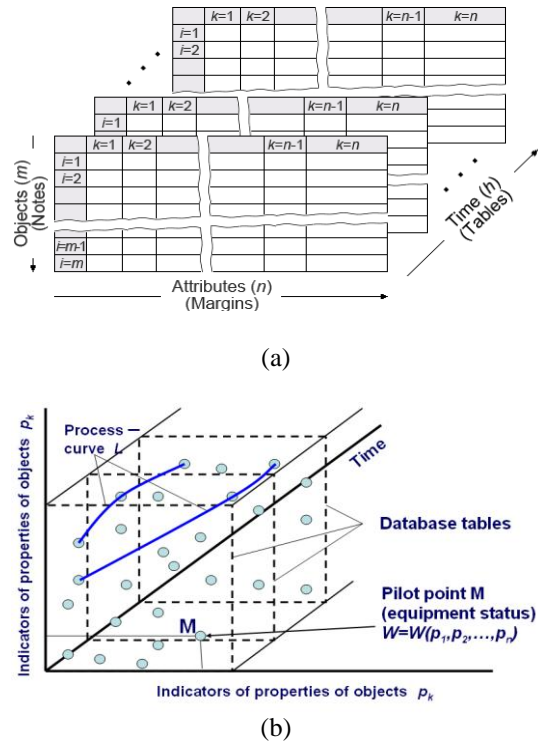 k=1 k=2 k=n-1 k=n
i=1
i=2
k=1 k=2 k=n-1 k=n
i=1
k=1 k=2 k=n-1 k=n
i=1
i=2
i=m-1
i=m
Objects (m)
(Notes)
Attributes (n)
(Margins)
Time (h)
(Tables)
(a)
Indicators of properties of objects pk
Process –
curve L
Time
Database tables
Pilot point M
(equipment status)
W=W(p1,p2,...,pn)
M
Indicators of properties of objects pk
(b)